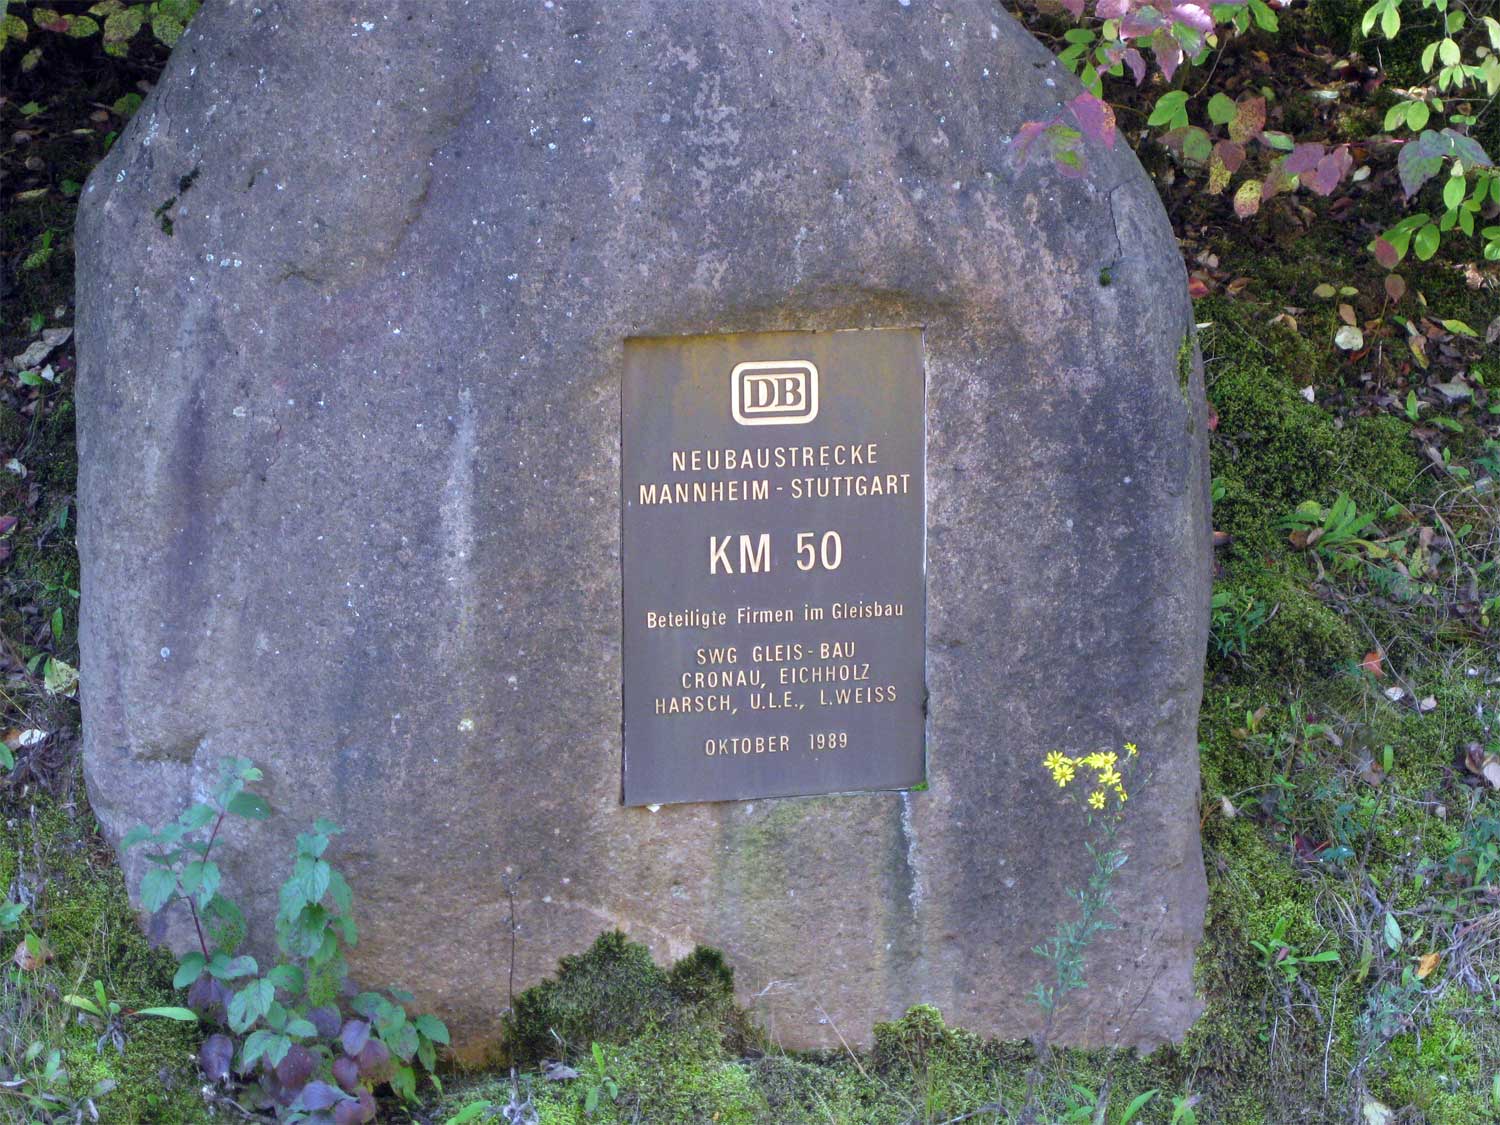 DB
NEUBAUSTRECKE
MANNHEIM - STUTTGART
KM 50
Beteiligte Firmen im Gleisbau
SWG GLEIS - BAU
CRONAU, EICHHOLZ
HARSCH, U.L.E., L.WEISS
OKTOBER 1989